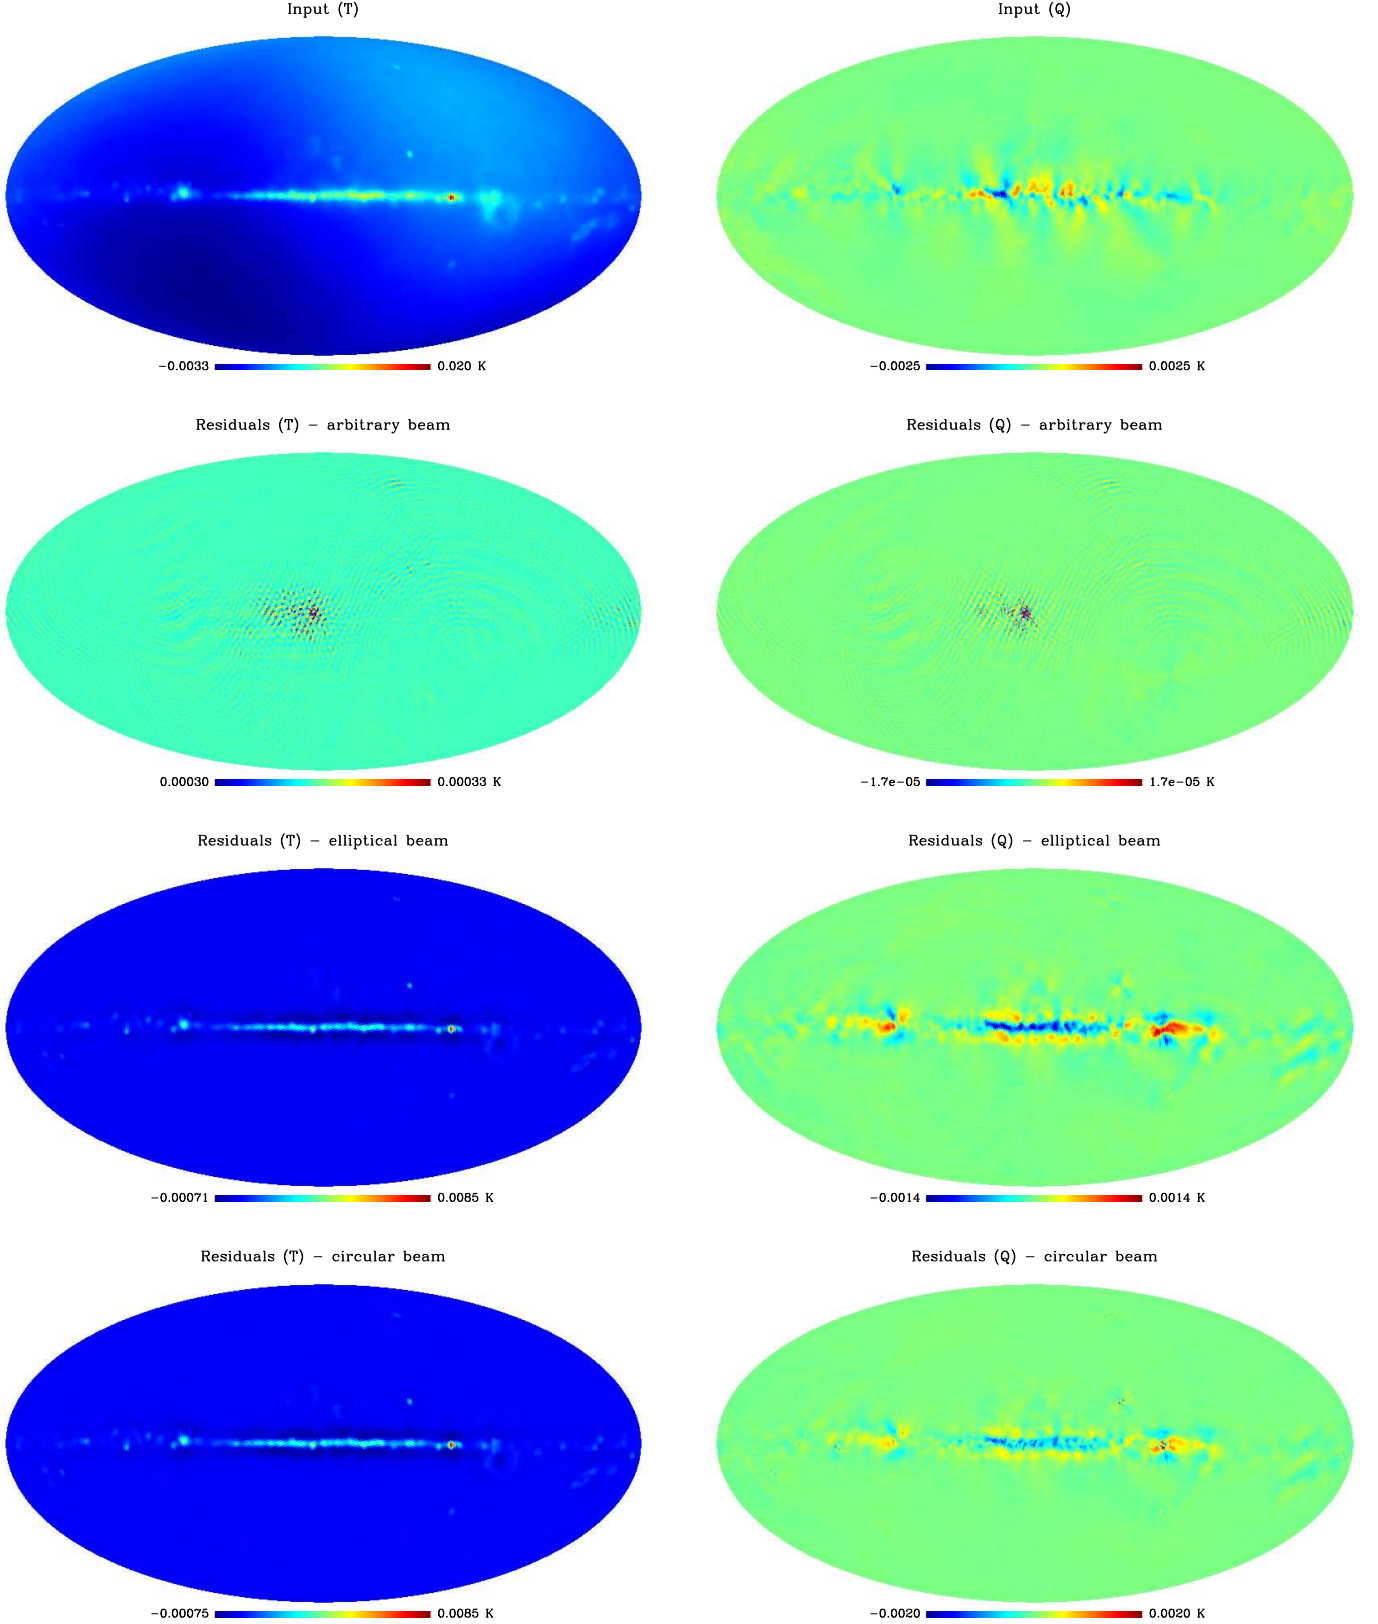 Input (T)
Input (Q)
−0.0033 0.020 K
−0.0025 0.0025 K
Residuals (T) − arbitrary beam
Residuals (Q) − arbitrary beam
0.00030 0.00033 K
−1.7e−05 1.7e−05 K
Residuals (T) − elliptical beam
Residuals (Q) − elliptical beam
−0.00071 0.0085 K
−0.0014 0.0014 K
Residuals (T) − circular beam
Residuals (Q) − circular beam
−0.00075 0.0085 K
−0.0020 0.0020 K